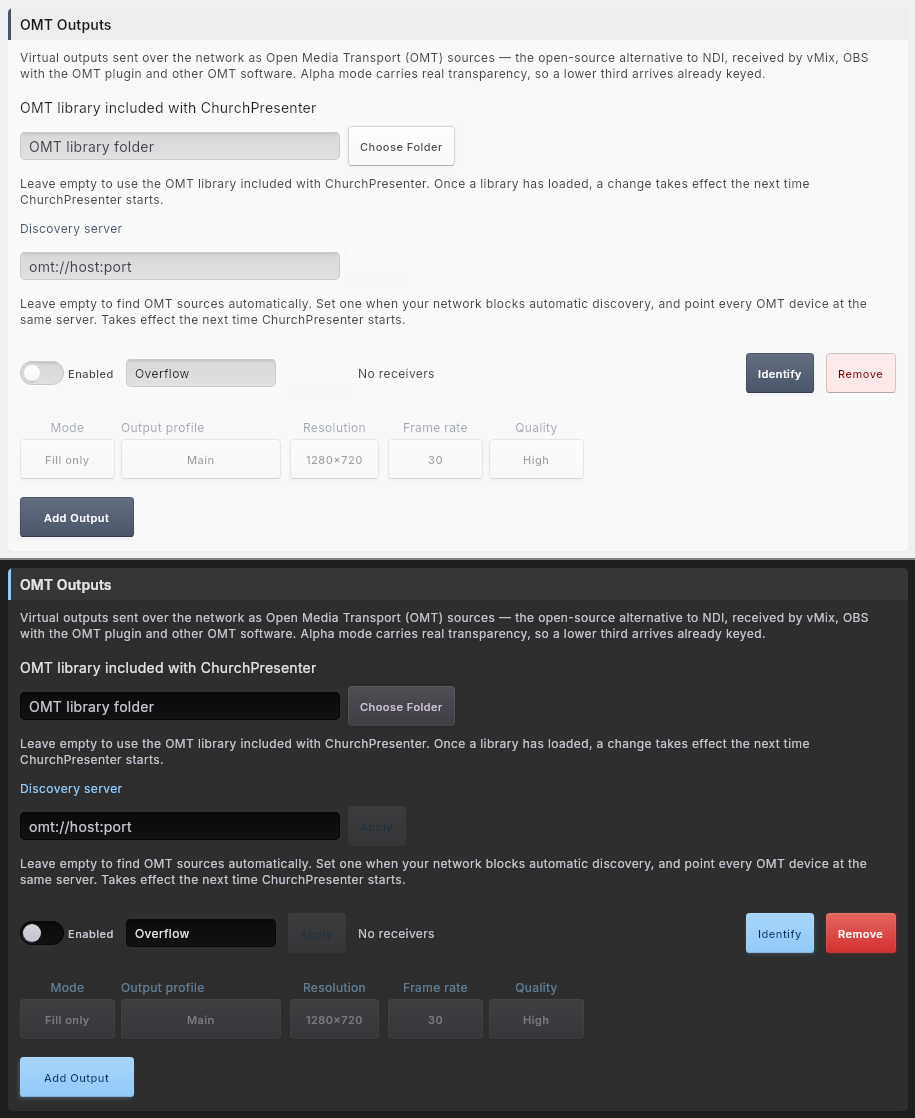 OMT Outputs
Virtual outputs sent over the network as Open Media Transport (OMT) sources — the open-source alternative to NDI, received by vMix, OBS
with the OMT plugin and other OMT software. Alpha mode carries real transparency, so a lower third arrives already keyed.
OMT library included with ChurchPresenter
OMT library folder Choose Folder
Leave empty to use the OMT library included with ChurchPresenter. Once a library has loaded, a change takes effect the next time
ChurchPresenter starts.
Discovery server
omt://host:port
Leave empty to find OMT sources automatically. Set one when your network blocks automatic discovery, and point every OMT device at the
same server. Takes effect the next time ChurchPresenter starts.
Enabled Overflow No receivers Identify Remove
Mode Output profile Resolution Frame rate Quality
Fill only Main 1280×720 30 High
Add Output
OMT Outputs
Virtual outputs sent over the network as Open Media Transport (OMT) sources — the open-source alternative to NDI, received by vMix, OBS
with the OMT plugin and other OMT software. Alpha mode carries real transparency, so a lower third arrives already keyed.
OMT library included with ChurchPresenter
OMT library folder Choose Folder
Leave empty to use the OMT library included with ChurchPresenter. Once a library has loaded, a change takes effect the next time
ChurchPresenter starts.
Discovery server
omt://host:port Apply
Leave empty to find OMT sources automatically. Set one when your network blocks automatic discovery, and point every OMT device at the
same server. Takes effect the next time ChurchPresenter starts.
Enabled Overflow Apply No receivers Identify Remove
Mode Output profile Resolution Frame rate Quality
Fill only Main 1280×720 30 High
Add Output